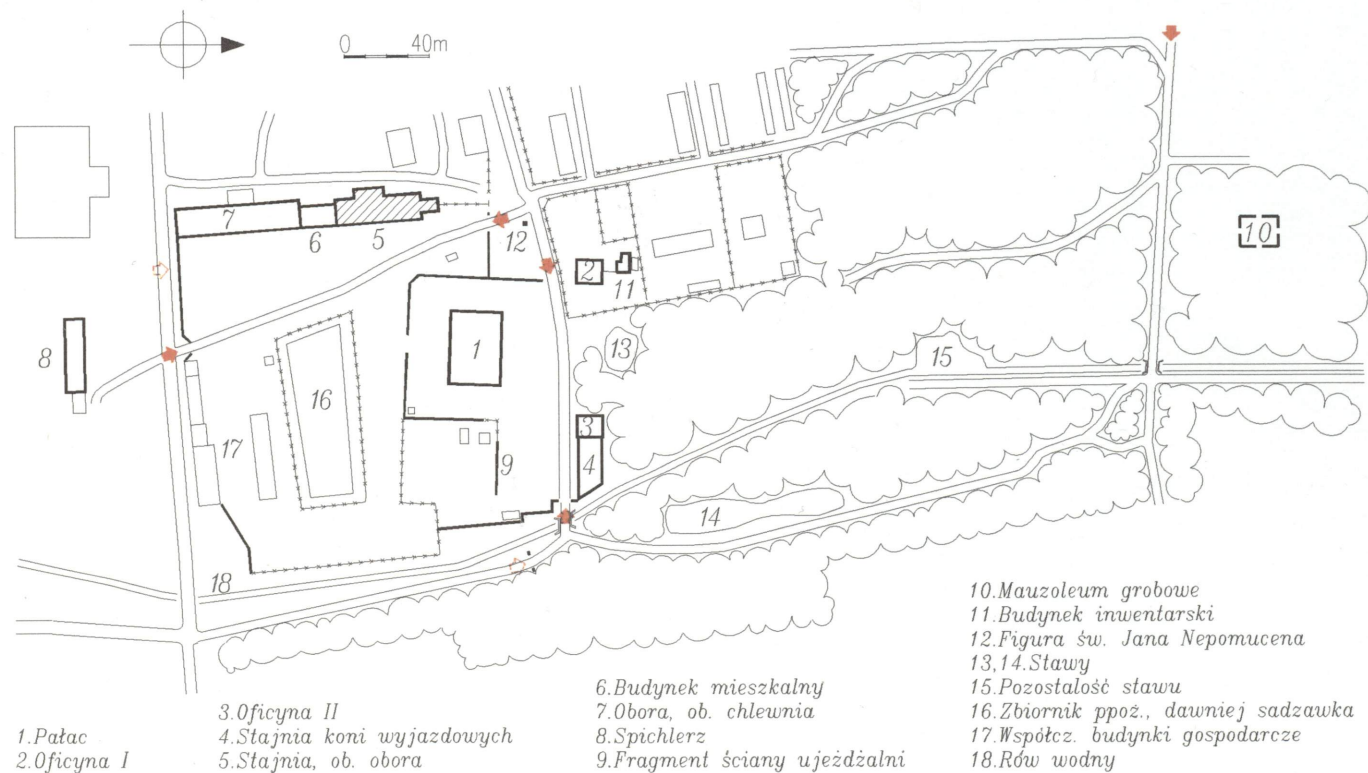 0 40m
7
6
5
12
2
11
10
8
1
13
15
16
3
17
9
4
14
18
1.Pałac
2.Oficyna I
3.Oficyna II
4.Stajnia koni wyjazdowych
5.Stajnia, ob. obora
6.Budynek mieszkalny
7.Obora, ob. chlewnia
8.Spichlerz
9.Fragment ściany ujeżdżalni
10.Mauzoleum grobowe
11.Budynek inwentarski
12.Figura św. Jana Nepomucena
13,14.Stawy
15.Pozostalość stawu
16.Zbiornik ppoż., dawniej sadzawka
17.Współcz. budynki gospodarcze
18.Rów wodny